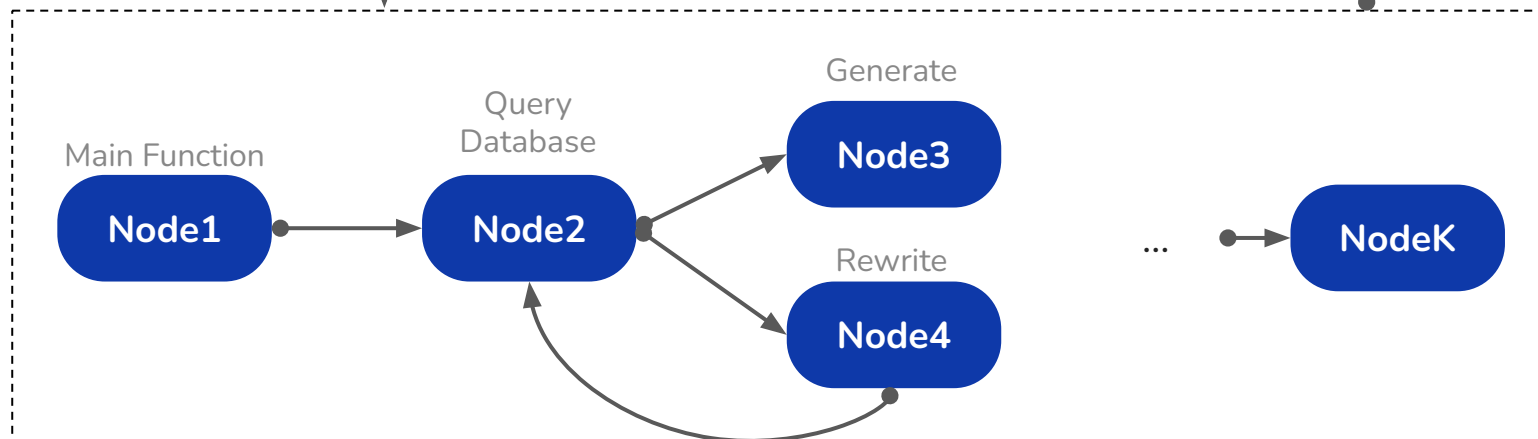 Main Function
Node1
Query
Database
Node2
Generate
Node3
Rewrite
Node4
...
NodeK